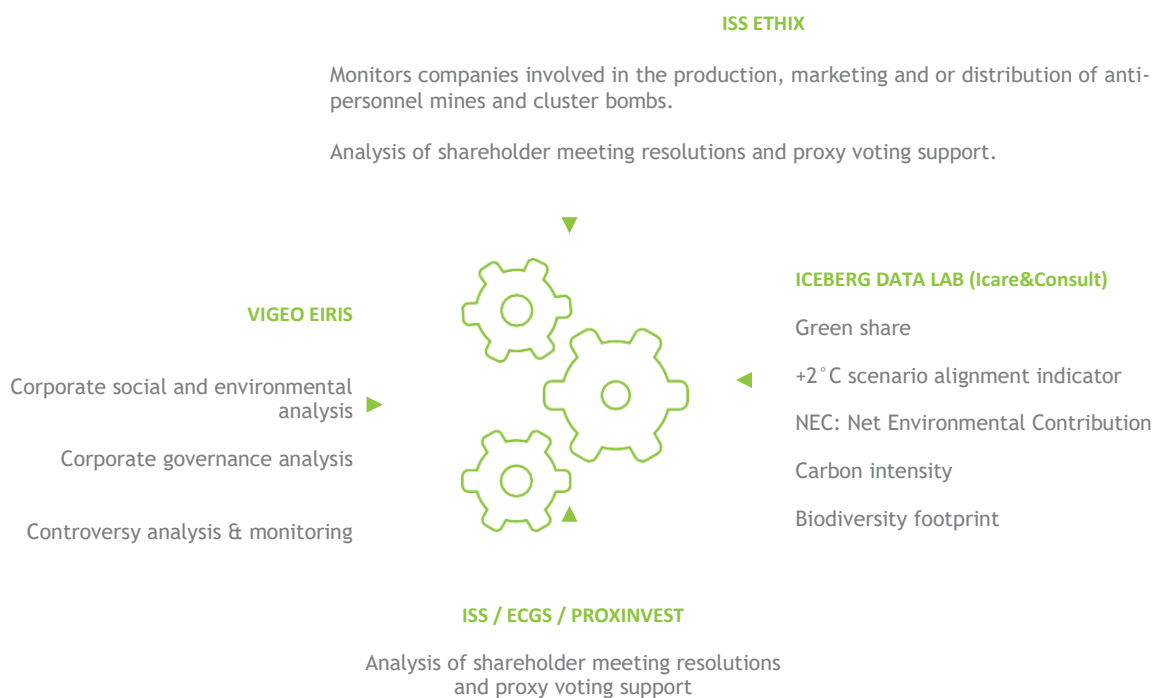 ISS ETHIX
Monitors companies involved in the production, marketing and or distribution of anti-
personnel mines and cluster bombs.
Analysis of shareholder meeting resolutions and proxy voting support.
VIGEO EIRIS
Corporate social and environmental
analysis
Corporate governance analysis
Controversy analysis & monitoring
ICEBERG DATA LAB (Icare&Consult)
Green share
+2°C scenario alignment indicator
NEC: Net Environmental Contribution
Carbon intensity
Biodiversity footprint
ISS / ECGS / PROXINVEST
Analysis of shareholder meeting resolutions
and proxy voting support